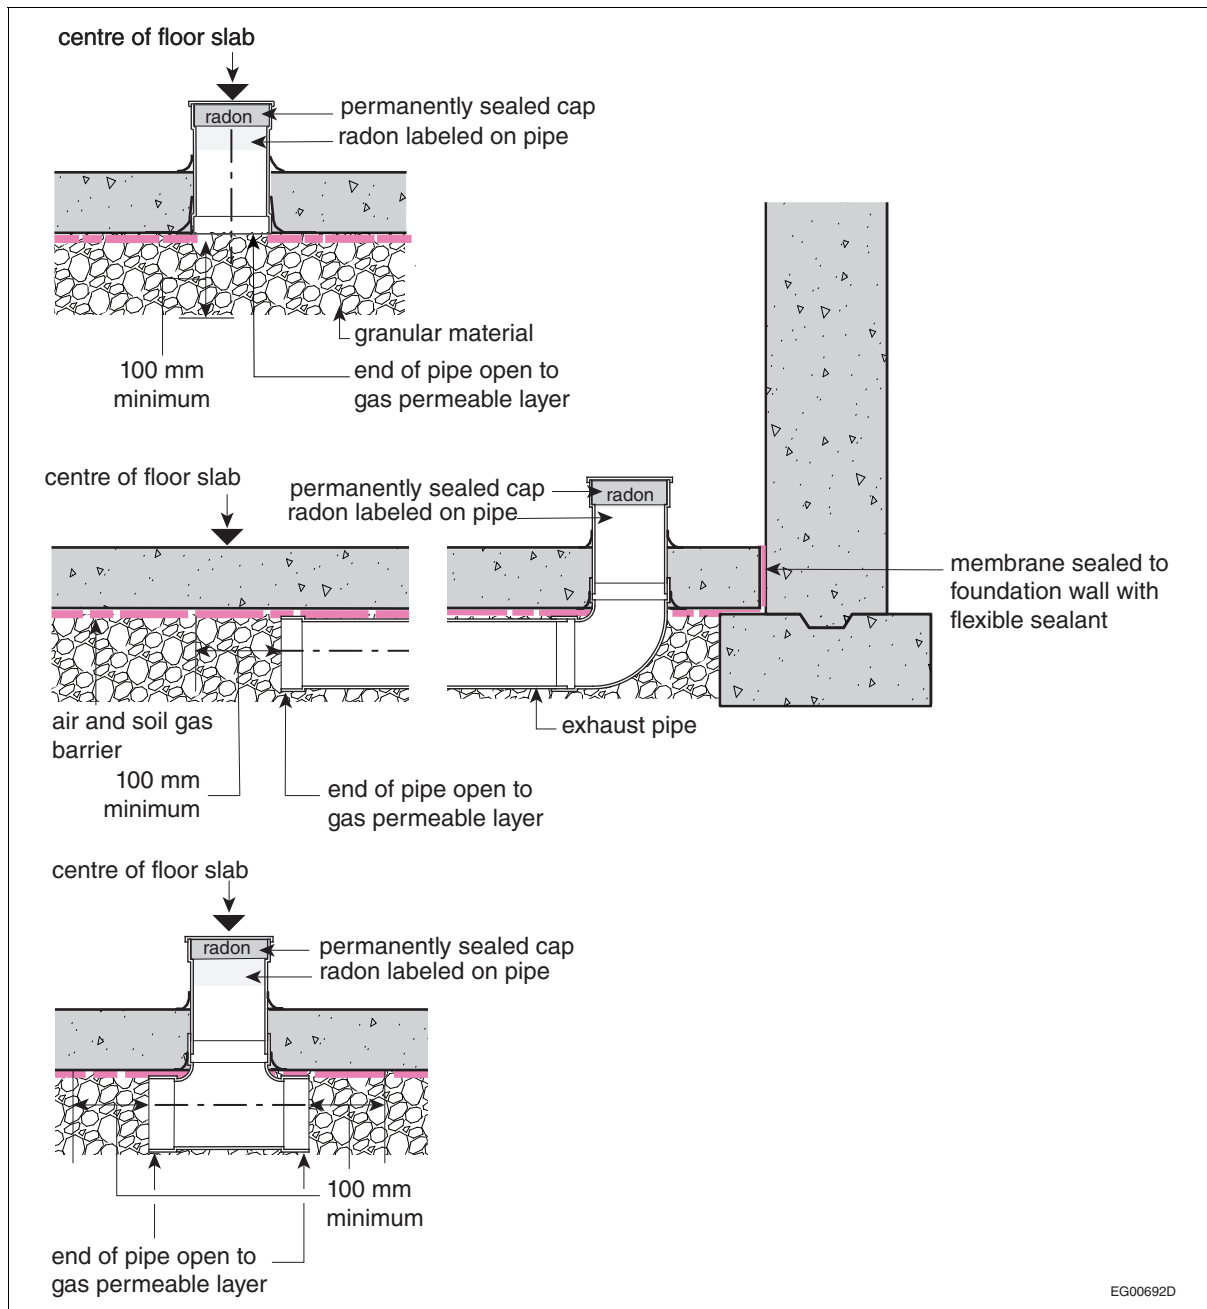 centre of floor slab
radon
permanently sealed cap
radon labeled on pipe
granular material
100 mm
minimum
end of pipe open to
gas permeable layer
centre of floor slab
permanently sealed cap
radon labeled on pipe
radon
membrane sealed to
foundation wall with
flexible sealant
air and soil gas
barrier
exhaust pipe
100 mm
minimum
end of pipe open to
gas permeable layer
centre of floor slab
radon
permanently sealed cap
radon labeled on pipe
100 mm
minimum
end of pipe open to
gas permeable layer
EG00692D